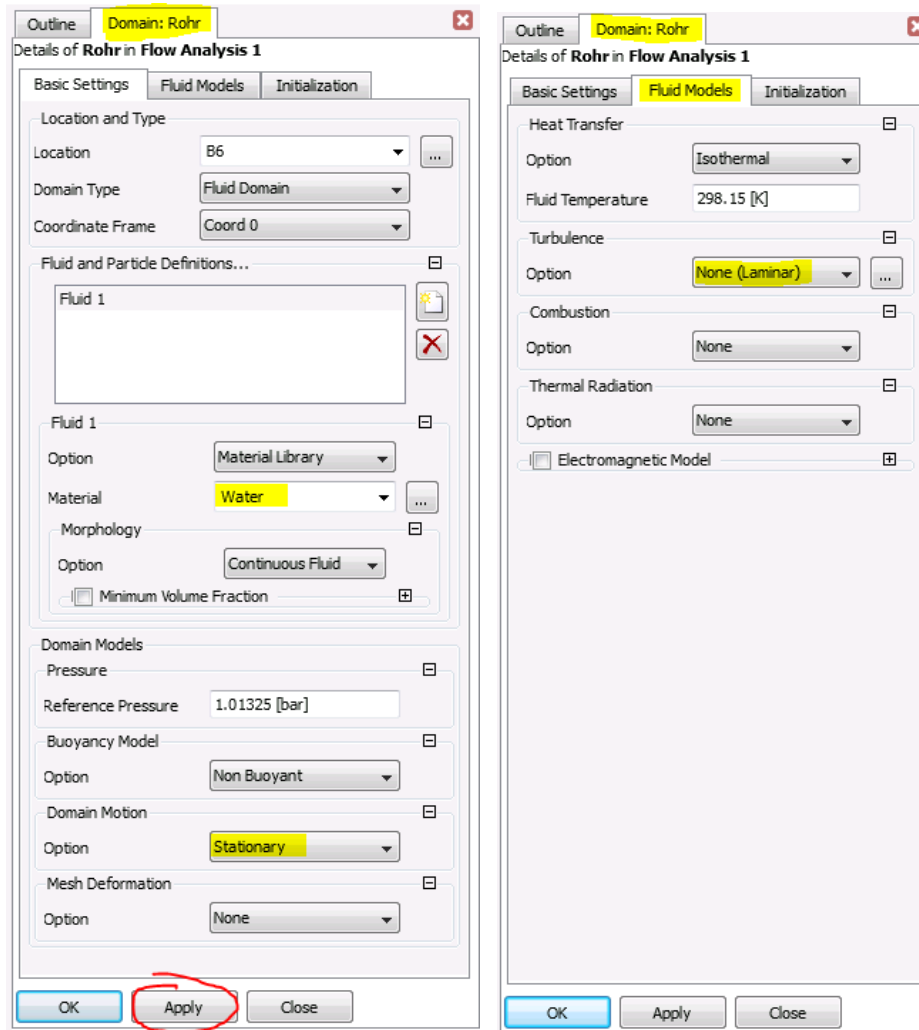 Outline Domain: Rohr
Details of Rohr in Flow Analysis 1
Basic Settings Fluid Models Initialization
Location and Type
Location B6 ...
Domain Type Fluid Domain
Coordinate Frame Coord 0
Fluid and Particle Definitions...
Fluid 1
Fluid 1
Option Material Library
Material Water ...
Morphology
Option Continuous Fluid
Minimum Volume Fraction
Domain Models
Pressure
Reference Pressure 1.01325 [bar]
Buoyancy Model
Option Non Buoyant
Domain Motion
Option Stationary
Mesh Deformation
Option None
OK Apply Close
Outline Domain: Rohr
Details of Rohr in Flow Analysis 1
Basic Settings Fluid Models Initialization
Heat Transfer
Option Isothermal
Fluid Temperature 298.15 [K]
Turbulence
Option None (Laminar) ...
Combustion
Option None
Thermal Radiation
Option None
Electromagnetic Model
OK Apply Close